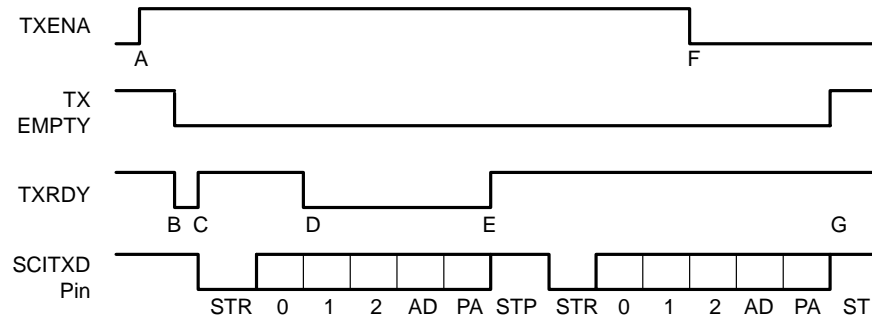 TXENA
A F
TX
EMPTY
TXRDY
B C D E G
SCITXD
Pin
STR 0 1 2 AD PA STP STR 0 1 2 AD PA ST